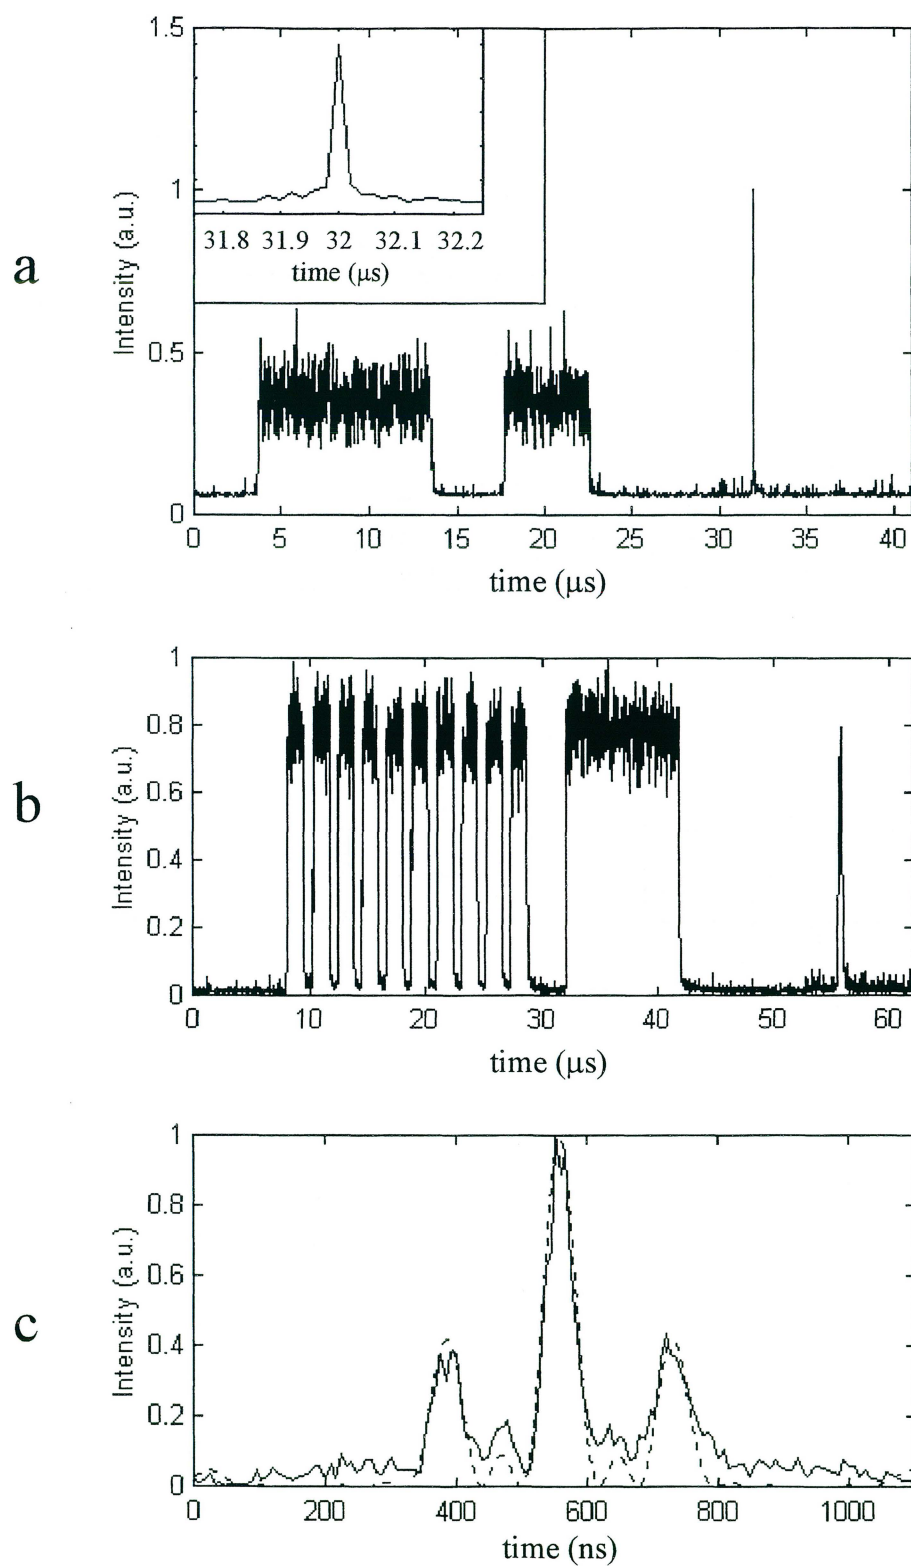 a
Intensity (a.u.)
1.5
1
0.5
0
31.8 31.9 32 32.1 32.2
time (μs)
0 5 10 15 20 25 30 35 40
time (μs)
b
Intensity (a.u.)
1
0.8
0.6
0.4
0.2
0
0 10 20 30 40 50 60
time (μs)
c
Intensity (a.u.)
1
0.8
0.6
0.4
0.2
0
0 200 400 600 800 1000
time (ns)